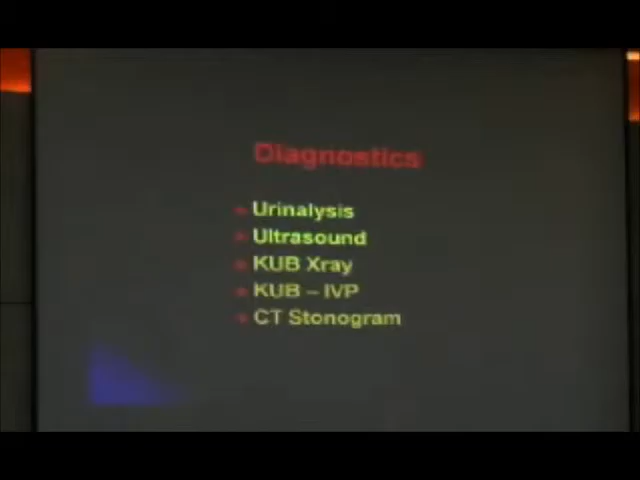 Diagnostics
Urinalysis
Ultrasound
KUB Xray
KUB – IVP
CT Stonogram